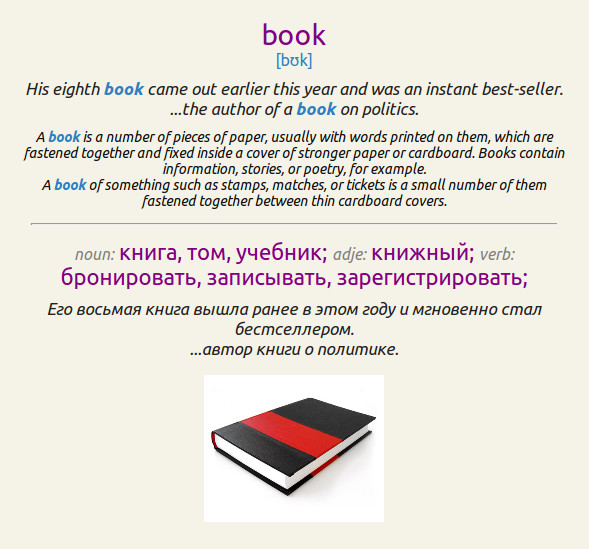 book
[bʊk]
His eighth book came out earlier this year and was an instant best-seller.
...the author of a book on politics.
A book is a number of pieces of paper, usually with words printed on them, which are
fastened together and fixed inside a cover of stronger paper or cardboard. Books contain
information, stories, or poetry, for example.
A book of something such as stamps, matches, or tickets is a small number of them
fastened together between thin cardboard covers.
noun: книга, том, учебник; adje: книжный; verb:
бронировать, записывать, зарегистрировать;
Его восьмая книга вышла ранее в этом году и мгновенно стал
бестселлером.
...автор книги о политике.